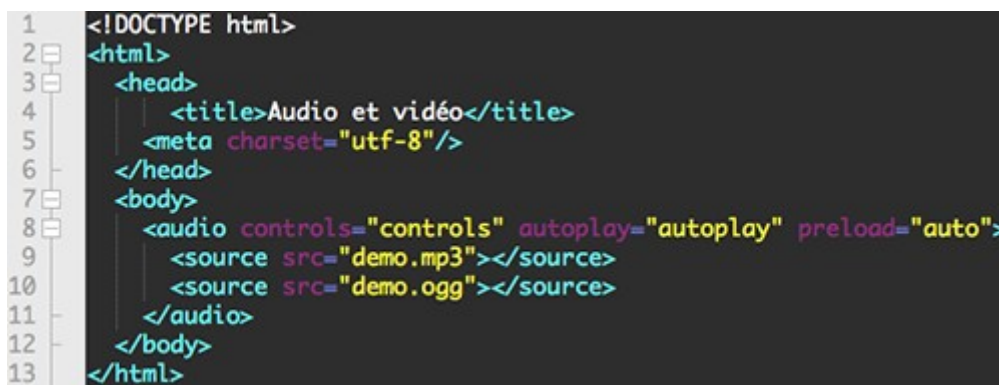 1 <!DOCTYPE html>
2 <html>
3 <head>
4 <title>Audio et vidéo</title>
5 <meta charset="utf-8"/>
6 </head>
7 <body>
8 <audio controls="controls" autoplay="autoplay" preload="auto">
9 <source src="demo.mp3"></source>
10 <source src="demo.ogg"></source>
11 </audio>
12 </body>
13 </html>